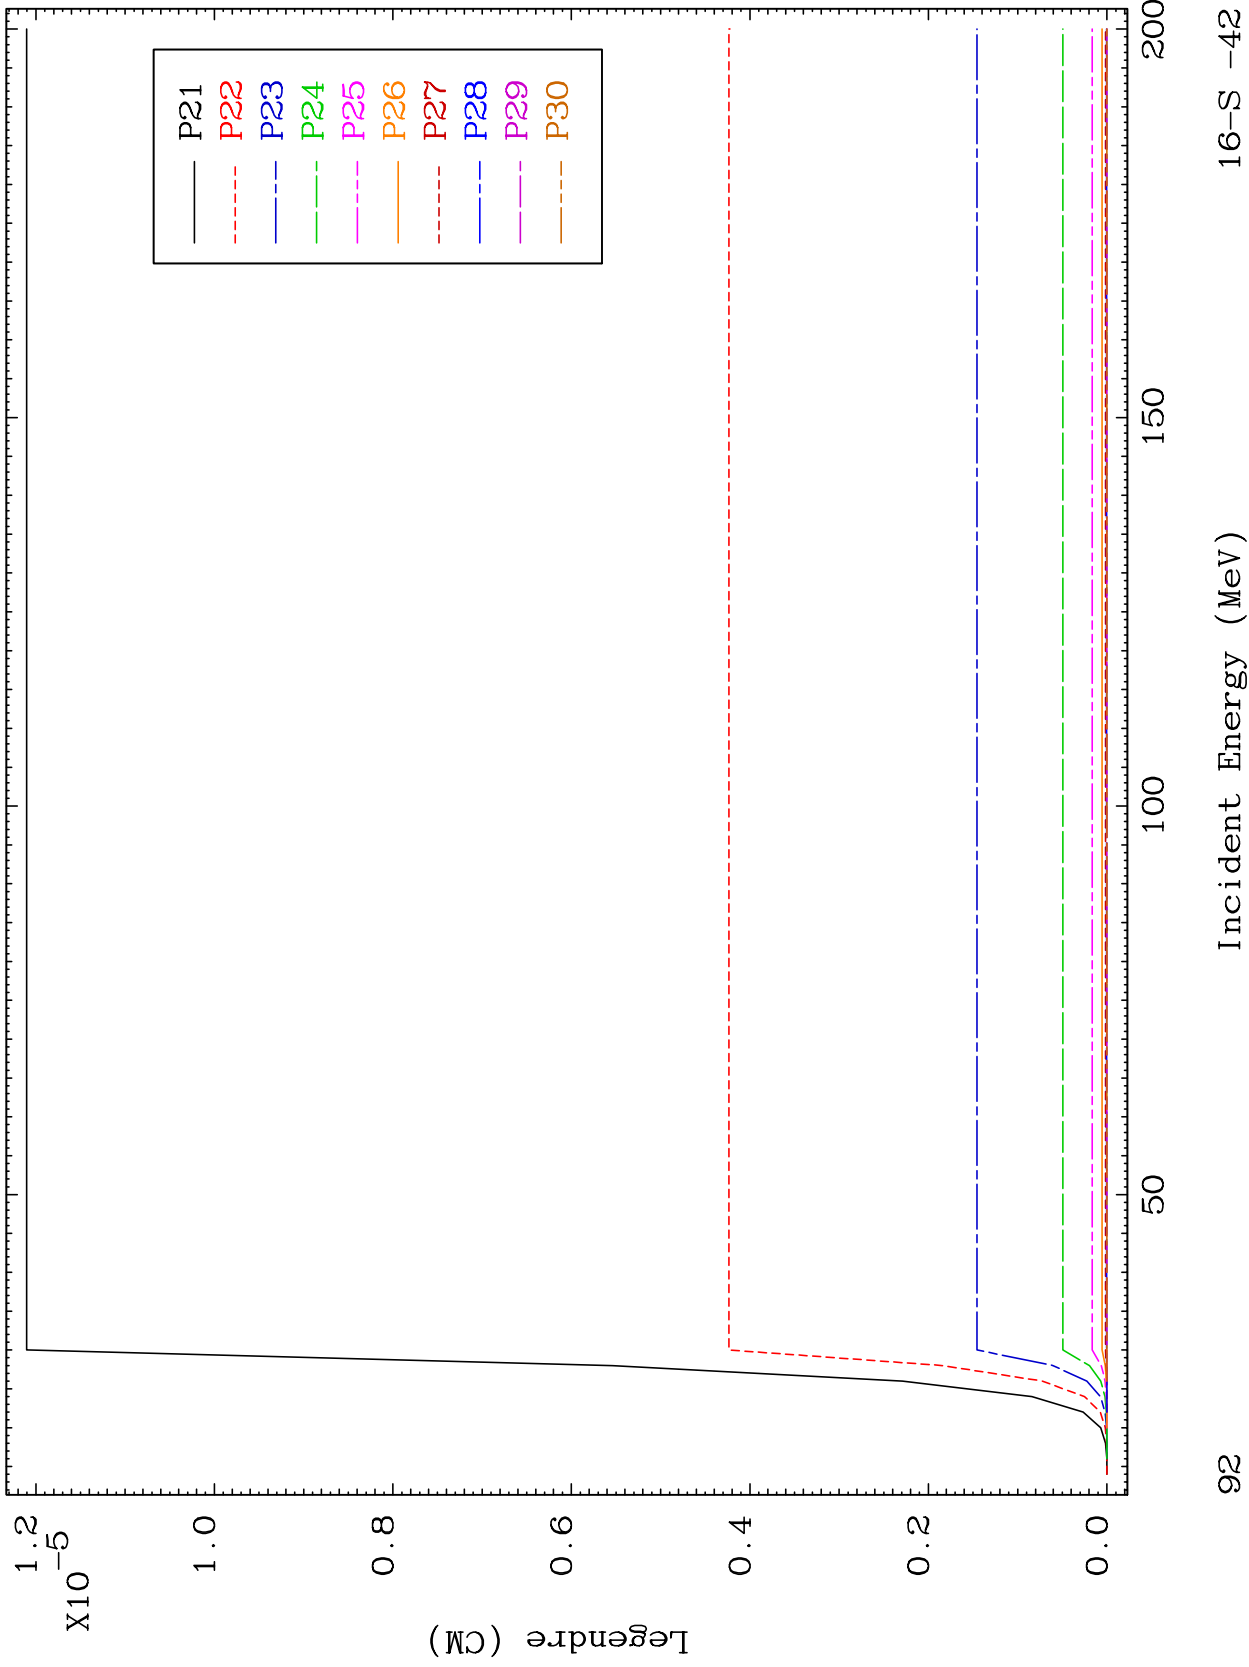 1.2
X10
-5
1.0
0.8
0.6
0.4
0.2
0.0
Legendre (CM)
P21
P22
P23
P24
P25
P26
P27
P28
P29
P30
50
100
150
200
Incident Energy (MeV)
92
16-S -42